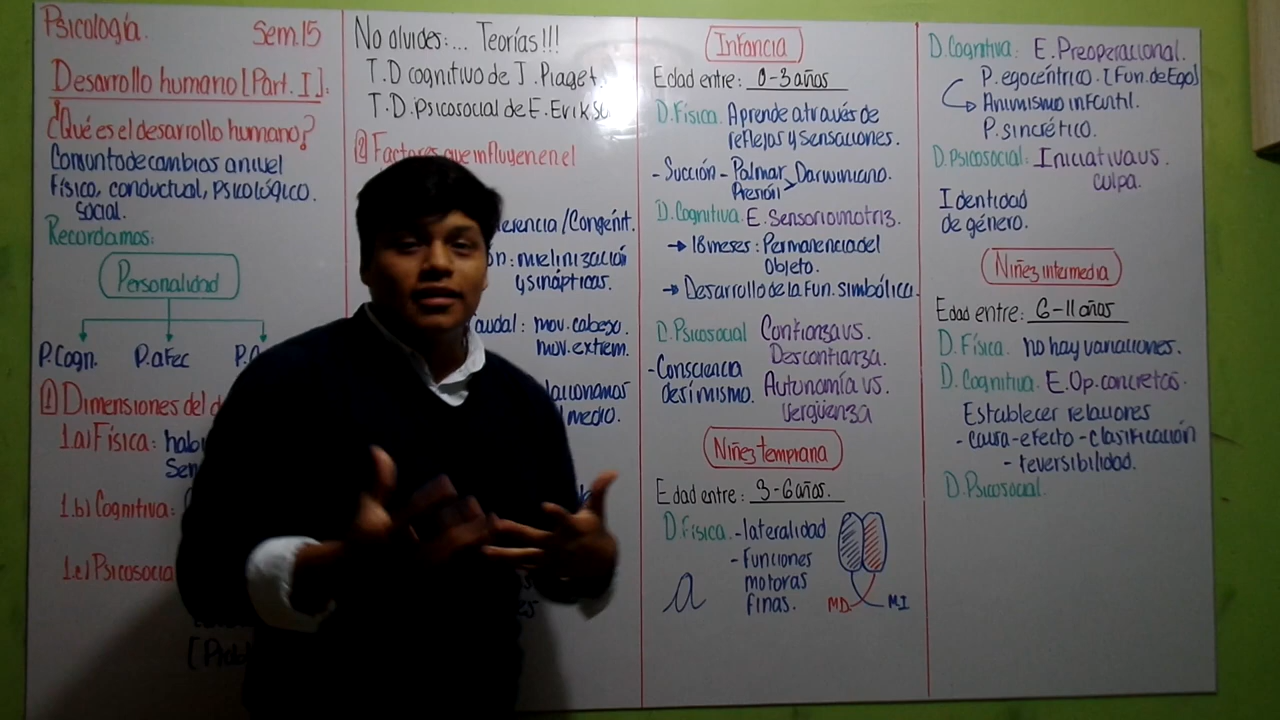 Psicología. Sem.15
Desarrollo humano [Part. I]:
¿Qué es el desarrollo humano?
Conjunto de cambios a nivel
físico, conductual, psicológico.
social.
Recordamos:
Personalidad
P.Cogn. P.afec
1 Dimensiones del
1.a) Física:
1.b) Cognitiva:
1.c) Psicosocia
No olvides:... Teorías!!!
T.D cognitivo de J. Piaget.
T.D. psicosocial de E. Erikso
2 Factores que influyen en el
erencia/Congénit.
ón: mielinización
y sinápticas.
audal: mov. cabeza.
mov. extrem.
lacionamos
medio.
Infancia
Edad entre: 0-3 años
D. Física. Aprende a través de
reflejos y sensaciones.
- Succión - Palmar > Darwiniano.
Presión
D. Cognitiva. E. Sensoriomotriz.
→ 18 meses: Permanencia del
Objeto.
→ Desarrollo de la Fun. simbólica.
D. Psicosocial Confianza vs.
Desconfianza.
- Consciencia
de sí mismo. Autonomía vs.
vergüenza
Niñez temprana
Edad entre: 3-6 años.
D. Física. - lateralidad
- Funciones
motoras
finas.
a
MD. M.I
D. Cognitiva: E. Preoperacional.
P. egocéntrico. [Fun. de Ego]
Animismo infantil.
P. sincrético.
D. Psicosocial: Iniciativa vs.
culpa.
Identidad
de género.
Niñez intermedia
Edad entre: 6-11 años
D. Física. no hay variaciones.
D. Cognitiva. E. Op. concretas.
Establecer relaciones
- causa-efecto - clasificación
- reversibilidad.
D. Psicosocial.